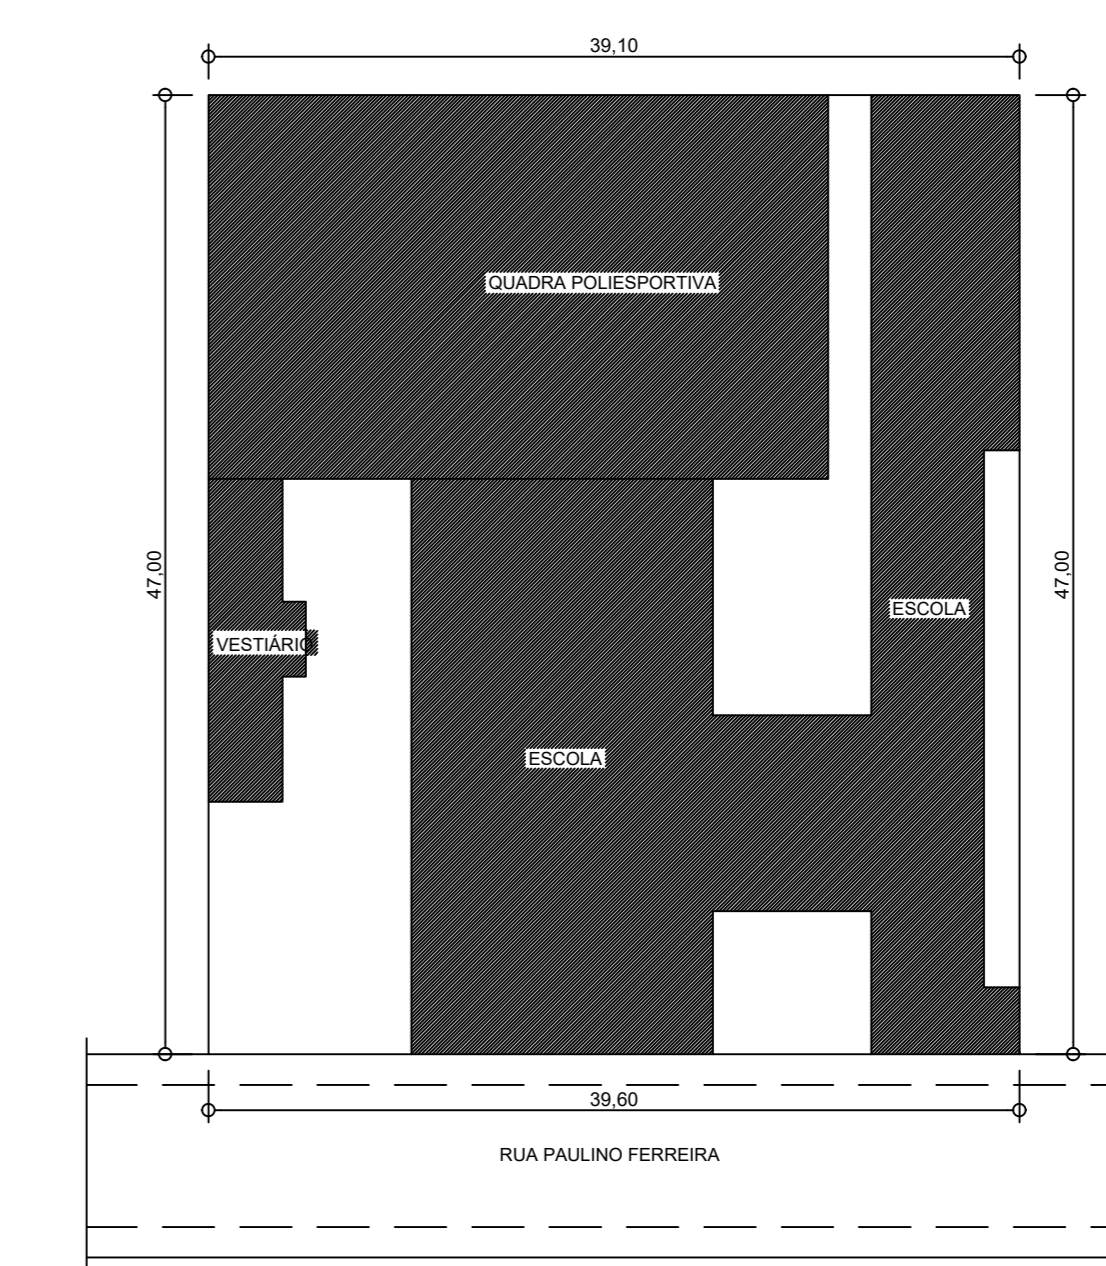 39,10
QUADRA POLIESPORTIVA
47,00
47,00
ESCOLA
VESTIÁRIO
ESCOLA
39,60
RUA PAULINO FERREIRA